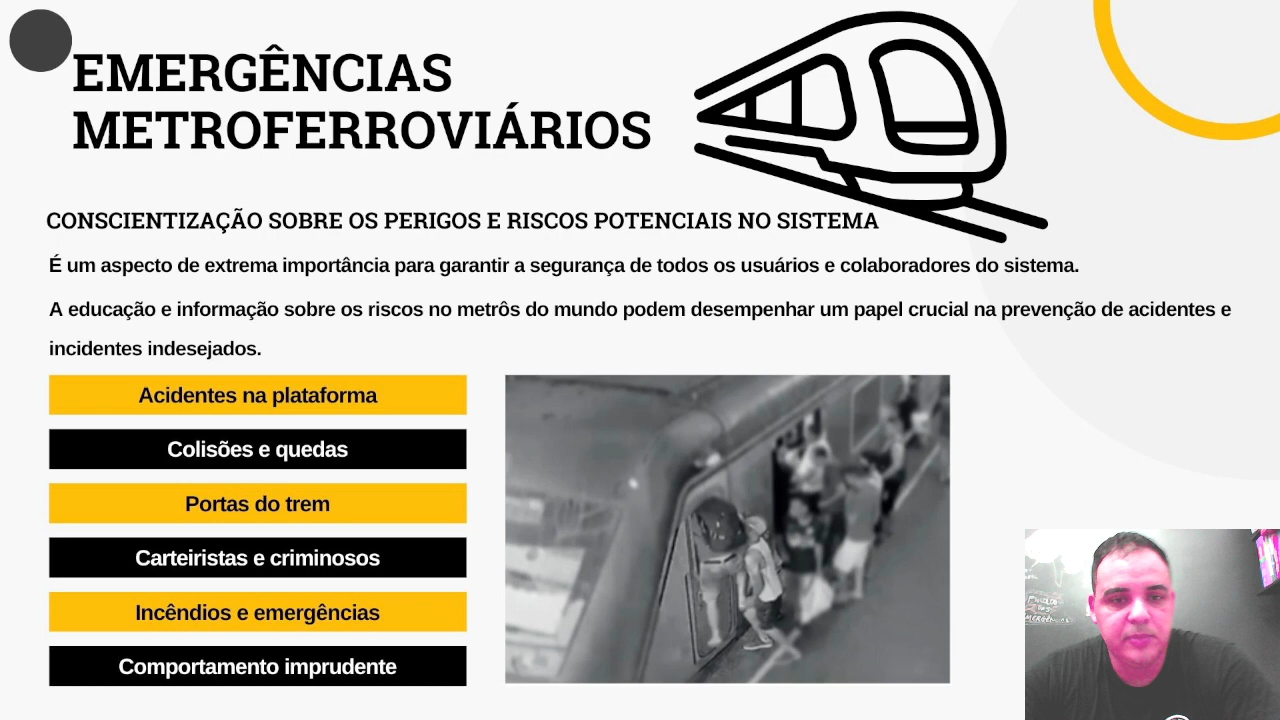 EMERGÊNCIAS
METROFERROVIÁRIOS
CONSCIENTIZAÇÃO SOBRE OS PERIGOS E RISCOS POTENCIAIS NO SISTEMA
É um aspecto de extrema importância para garantir a segurança de todos os usuários e colaboradores do sistema.
A educação e informação sobre os riscos no metrôs do mundo podem desempenhar um papel crucial na prevenção de acidentes e
incidentes indesejados.
Acidentes na plataforma
Colisões e quedas
Portas do trem
Carteiristas e criminosos
Incêndios e emergências
Comportamento imprudente